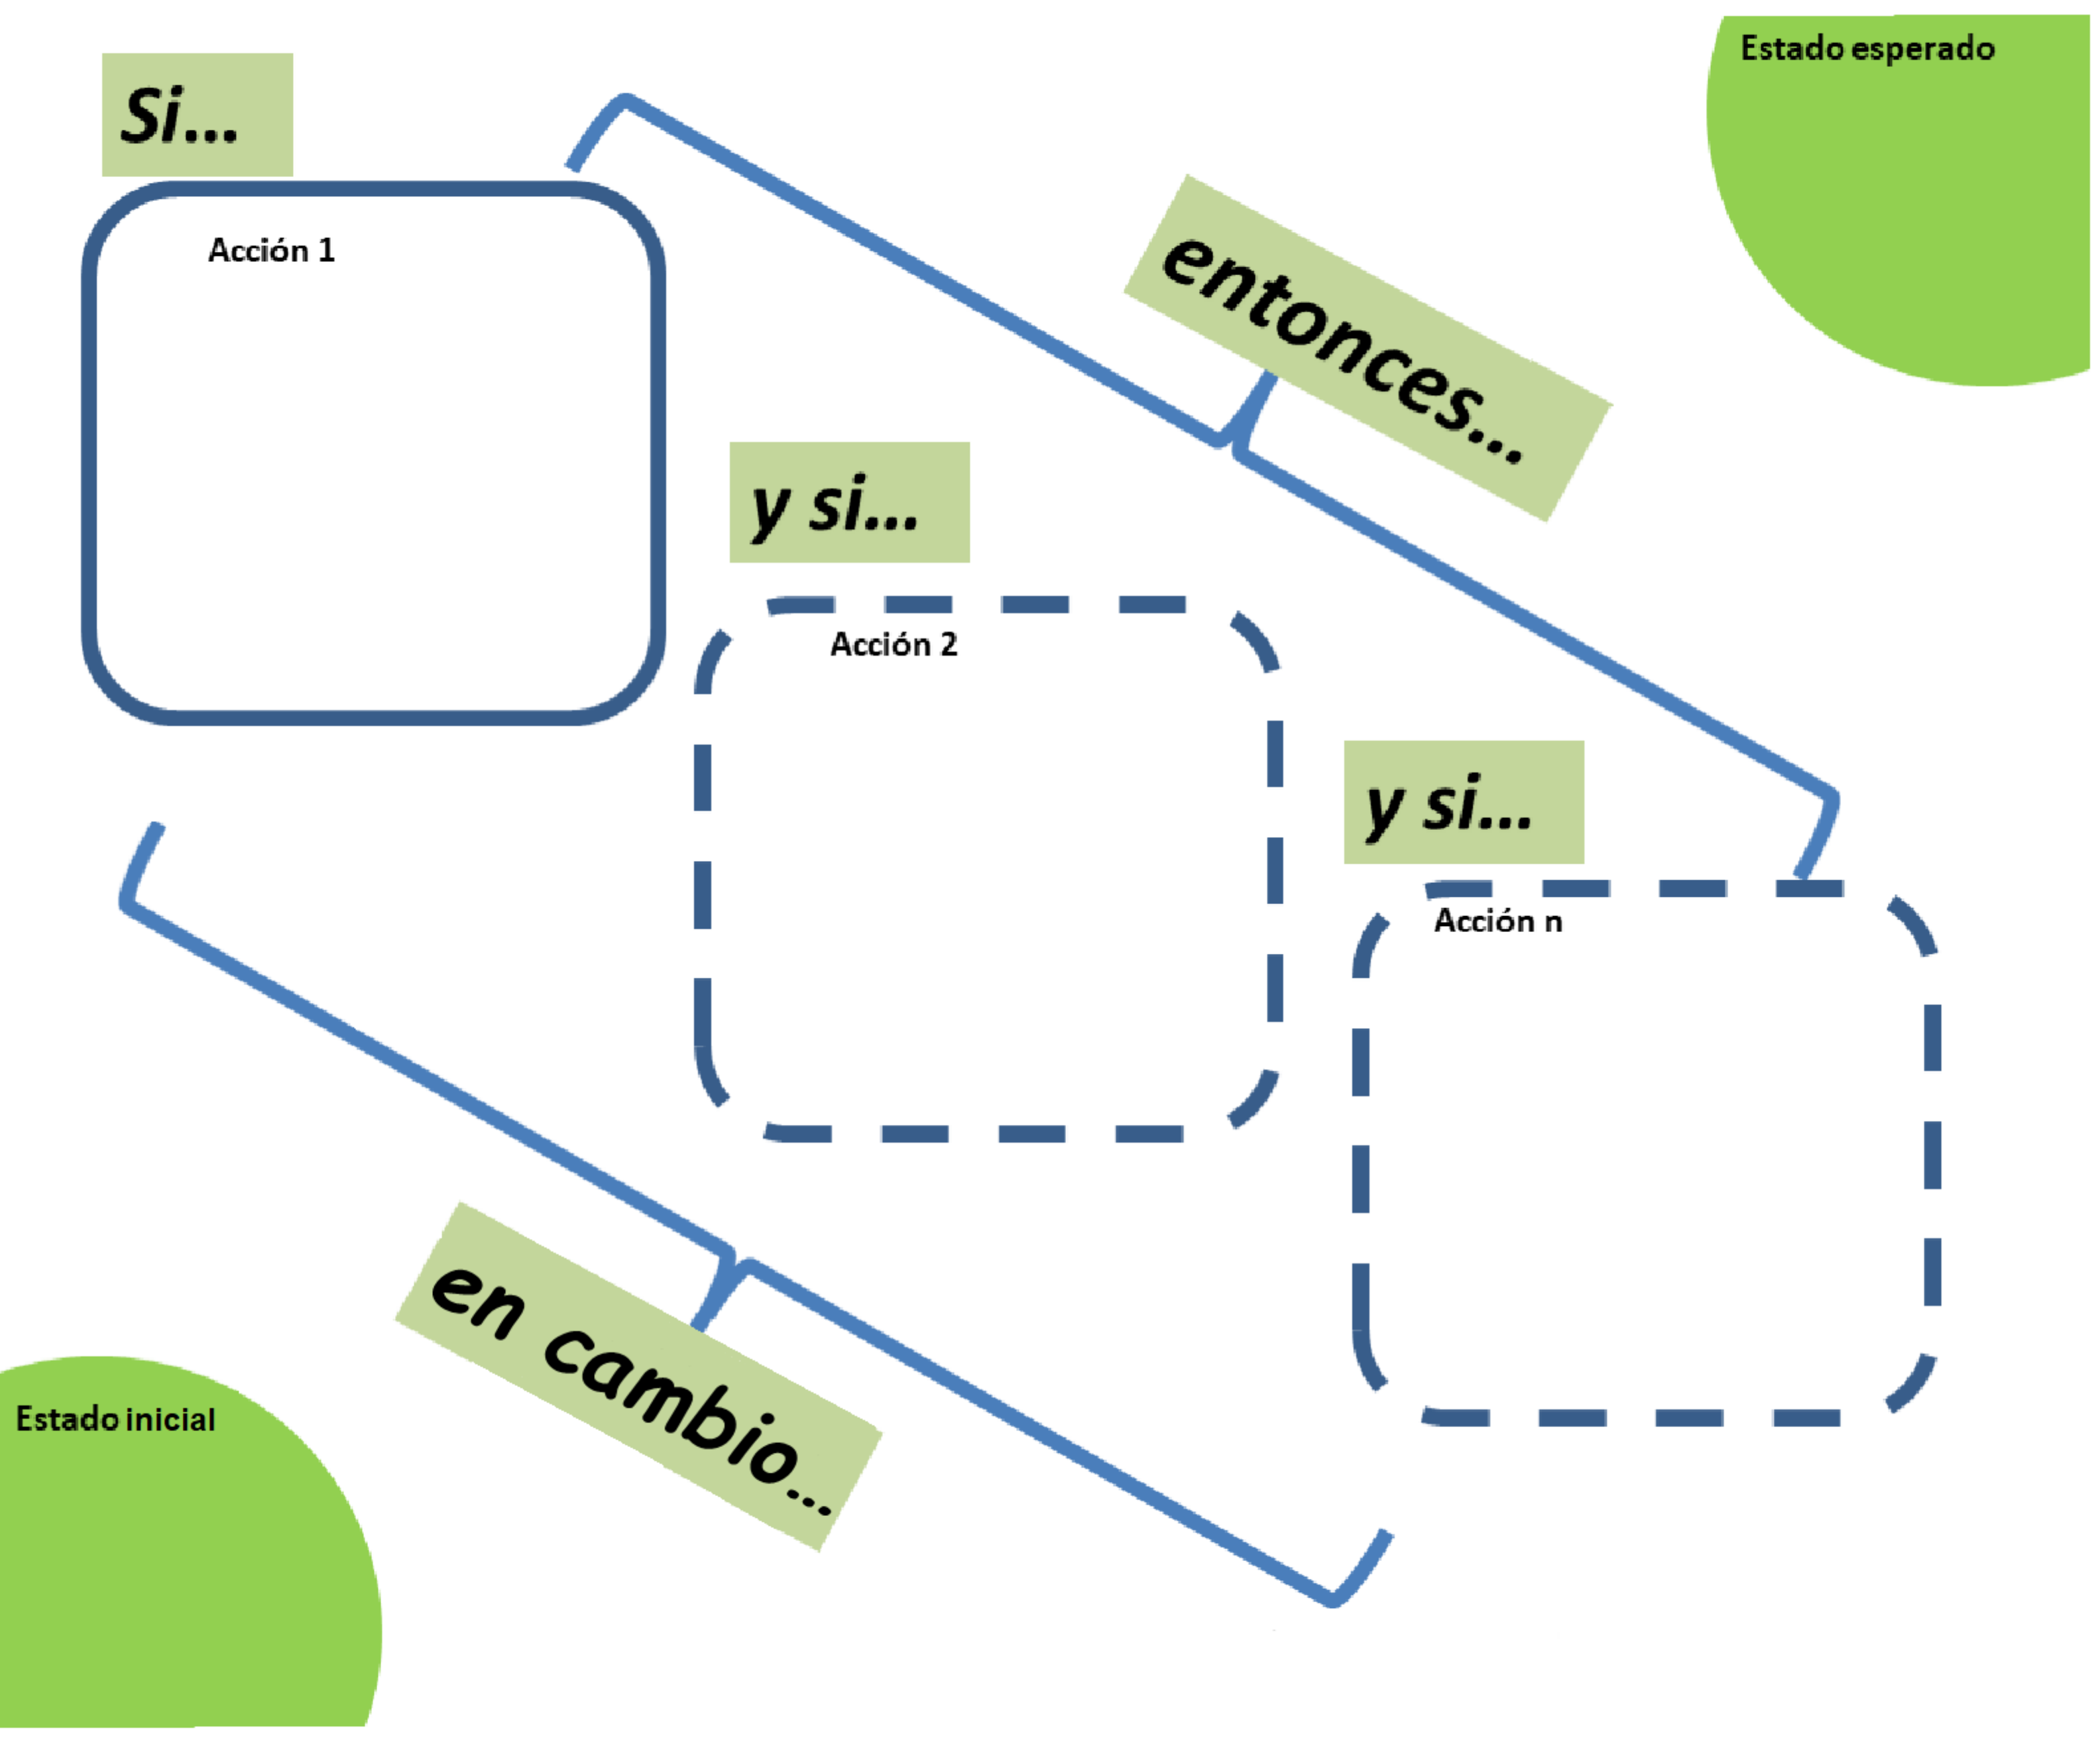 Estado esperado
Si...
Acción 1
entonces...
y si...
Acción 2
y si...
Acción n
en cambio...
Estado inicial